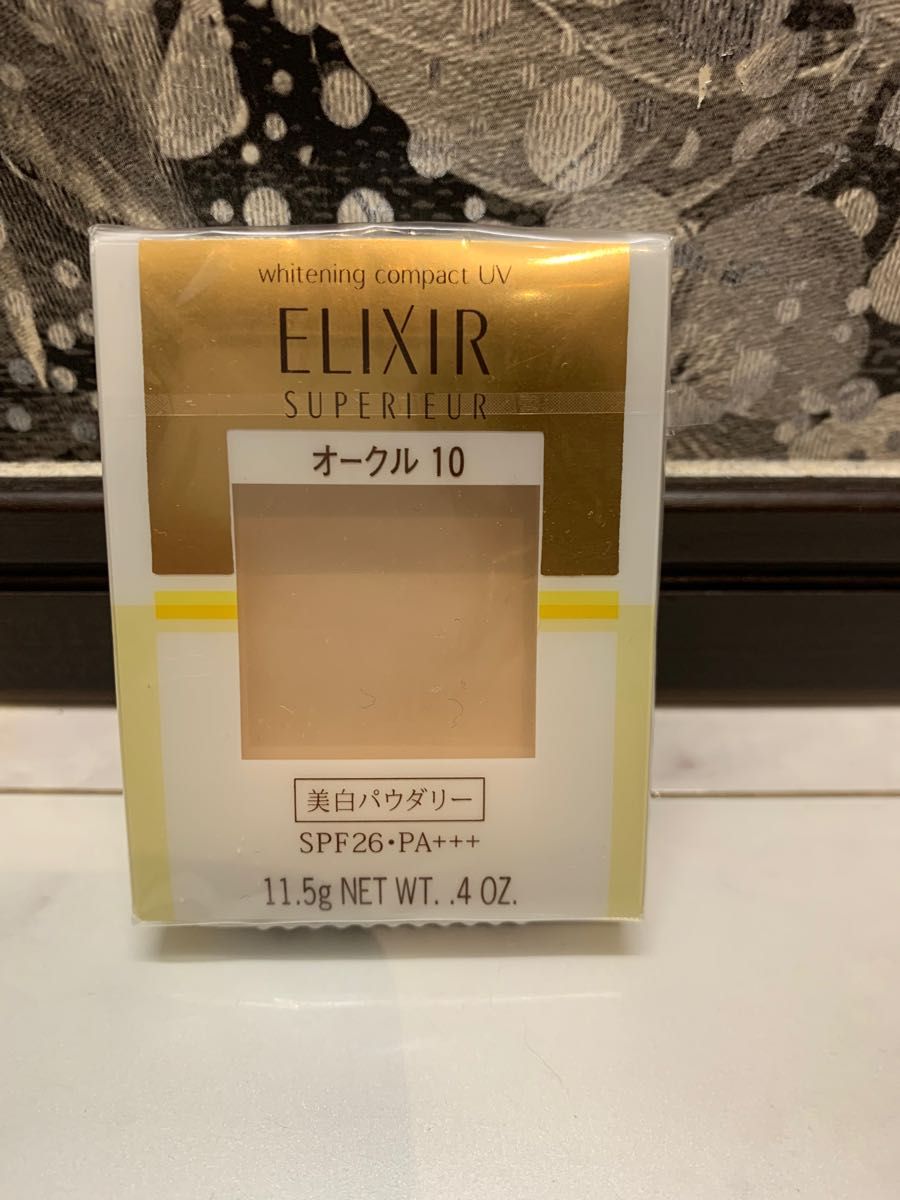 whitening compact UV
ELIXIR
SUPERIEUR
オークル 10
美白パウダリー
SPF26・PA+++
11.5g NET WT. .4 OZ.